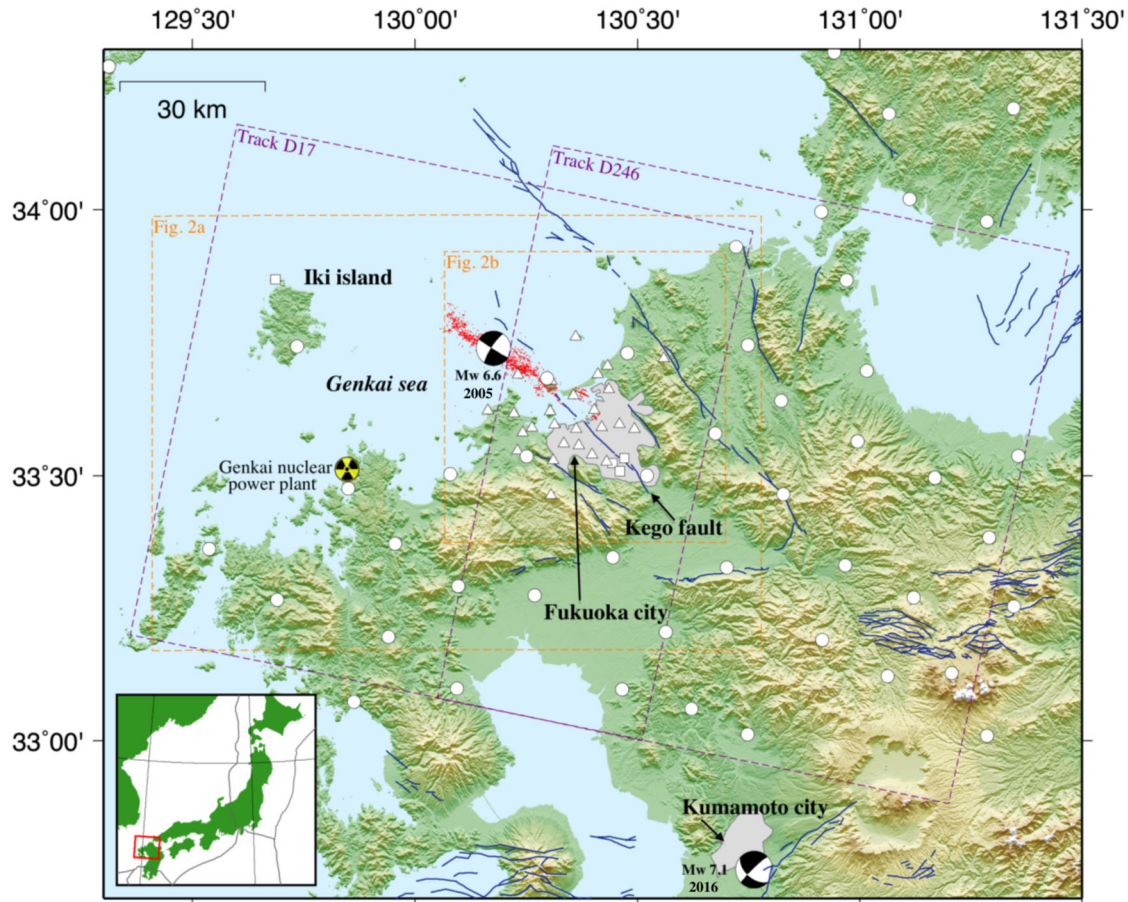 129˚30'
130˚00'
130˚30'
131˚00'
131˚30'
30 km
Track D17
Track D246
34˚00'
Fig. 2a
Fig. 2b
Iki island
Genkai sea
Mw 6.6
2005
33˚30'
Genkai nuclear
power plant
Kego fault
Fukuoka city
33˚00'
Kumamoto city
Mw 7.1
2016